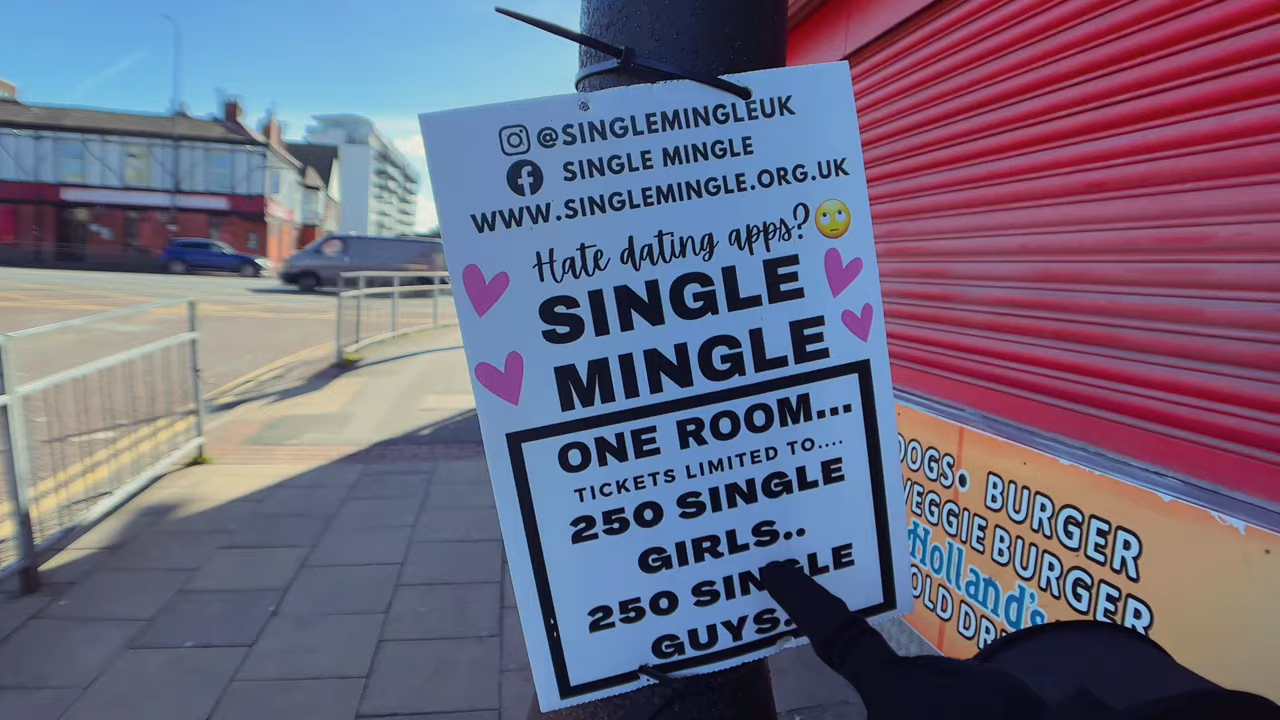 @SINGLEMINGLEUK
SINGLE MINGLE
WWW.SINGLEMINGLE.ORG.UK
Hate dating apps?
SINGLE
MINGLE
ONE ROOM...
TICKETS LIMITED TO....
250 SINGLE
GIRLS..
250 SINGLE
GUYS.
DOGS • BURGER
VEGGIE BURGER
Holland's
OLD